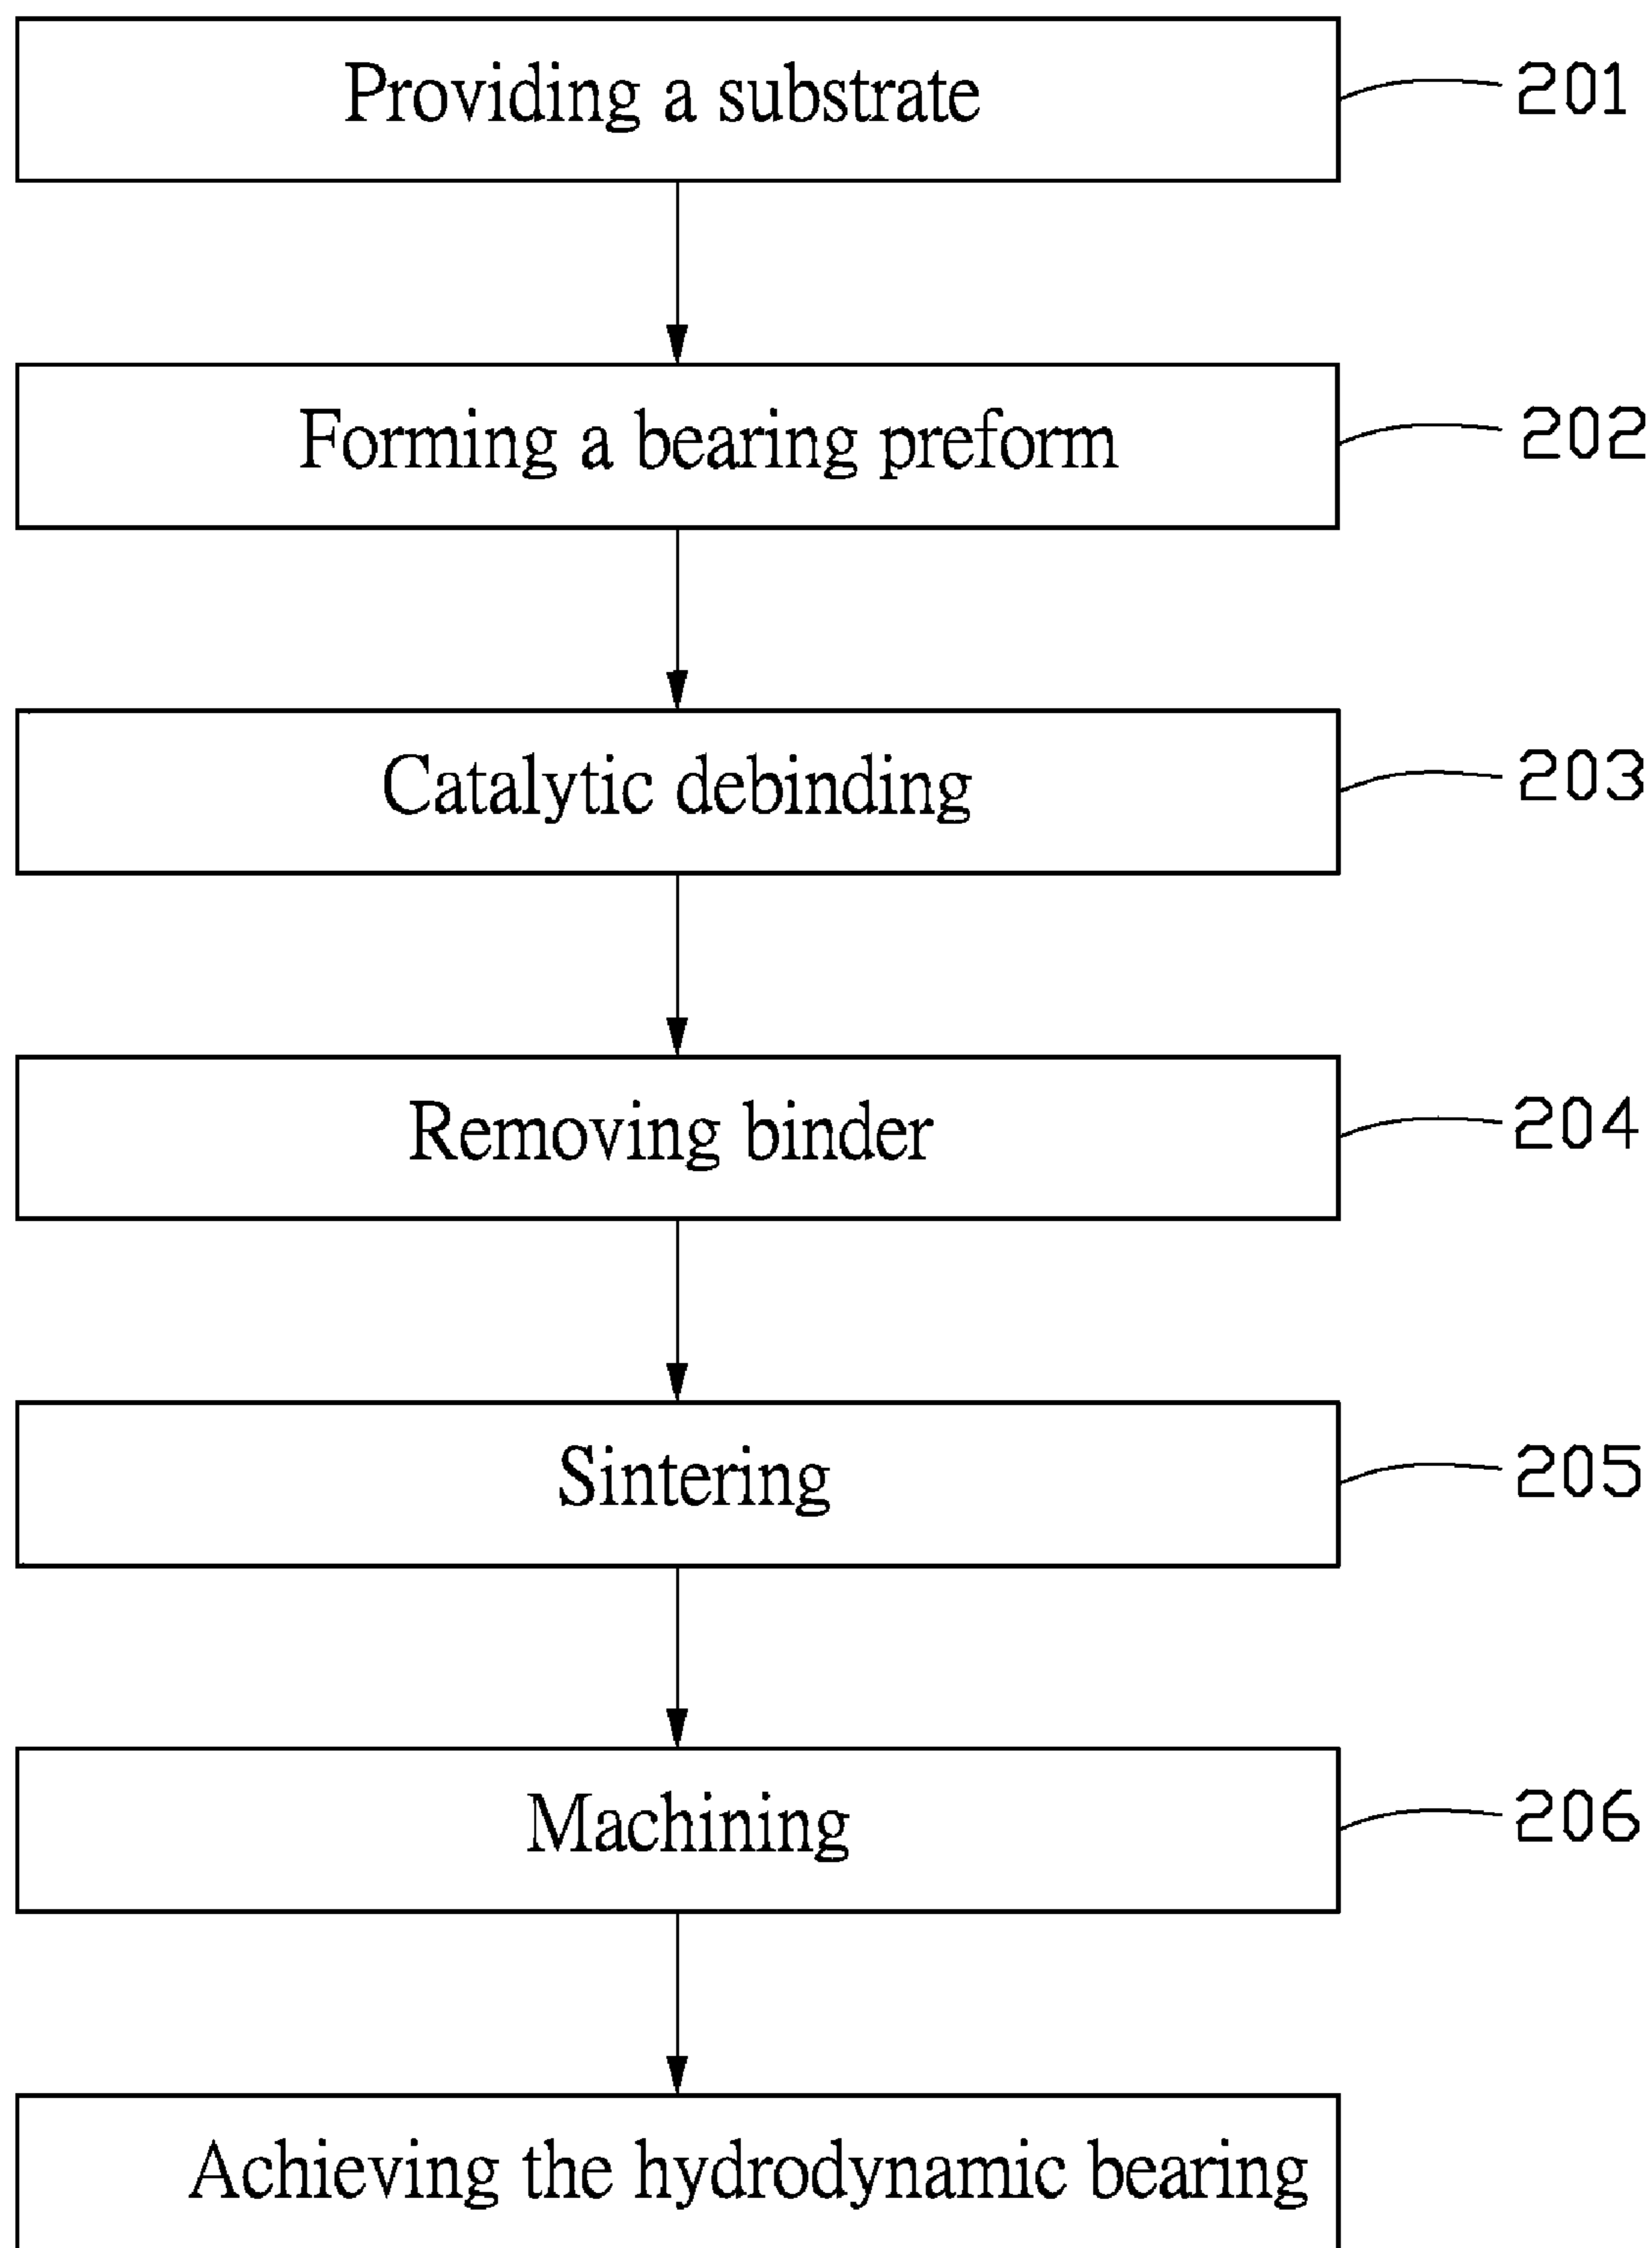 Providing a substrate 201
Forming a bearing preform 202
Catalytic debinding 203
Removing binder 204
Sintering 205
Machining 206
Achieving the hydrodynamic bearing